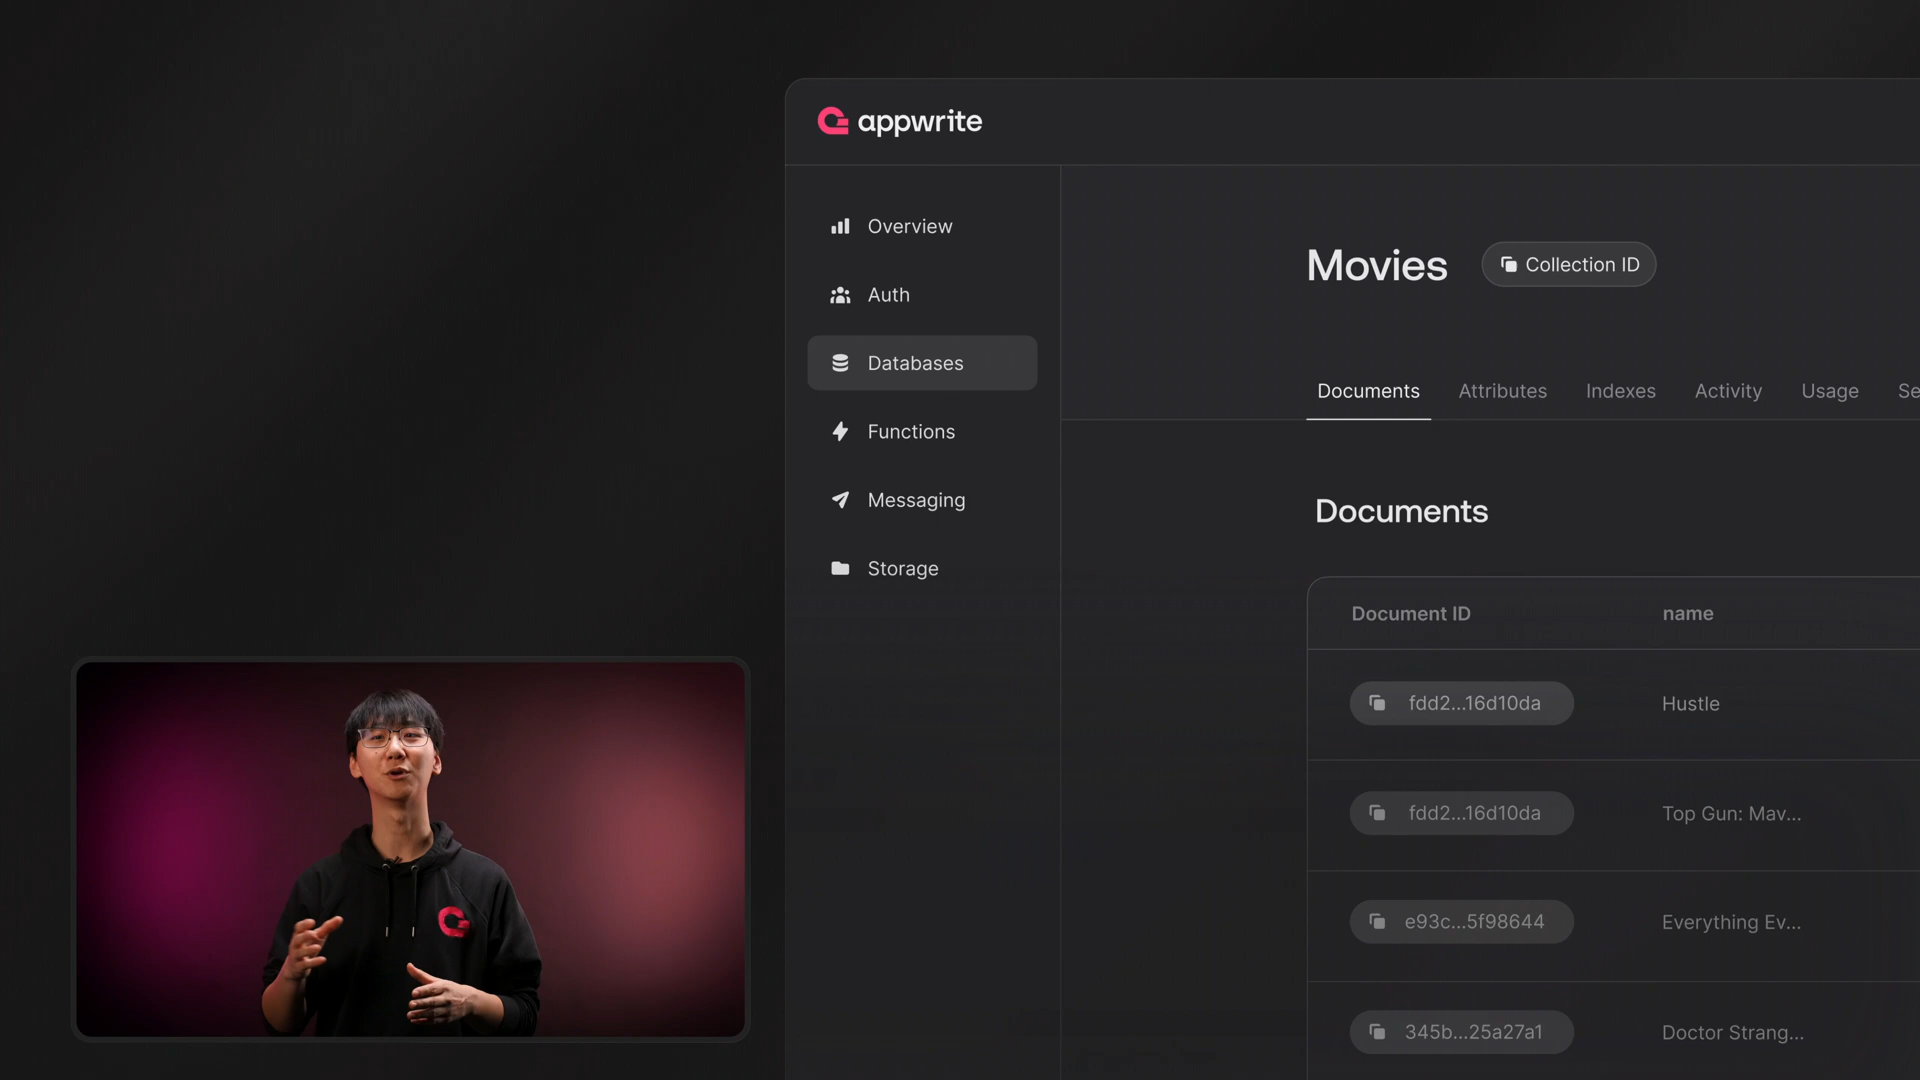 appwrite
Overview
Auth
Databases
Functions
Messaging
Storage
Movies
Collection ID
Documents Attributes Indexes Activity Usage Se
Documents
Document ID name
fdd2...16d10da Hustle
fdd2...16d10da Top Gun: Mav...
e93c...5f98644 Everything Ev...
345b...25a27a1 Doctor Strang...